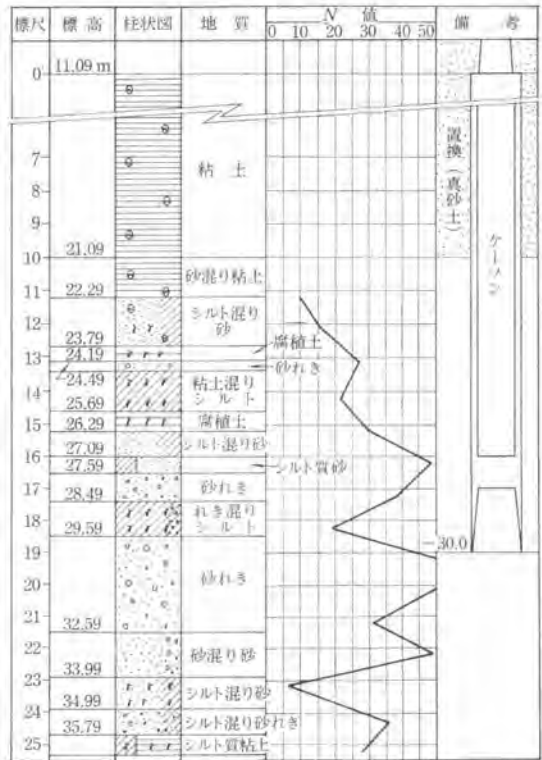 標尺 標高 柱状図 地質 N 値 備考
0 10 20 30 40 50
0 11.09 m
7
8
9
10 21.09
11 22.29
12
13 23.79
24.19
14 24.49
15 25.69
26.29
16 27.09
27.59
17 28.49
18 29.59
19
20
21 32.59
22
23 33.99
24 34.99
25 35.79
粘土
砂混り粘土
シルト混り
砂
腐植土
砂れき
粘土混り
シルト
腐植土
シルト混り砂
シルト質砂
砂れき
れき混り
シルト
砂れき
砂混り砂
シルト混り砂
シルト混り砂れき
シルト質粘土
置換(真砂土)
ケーソン
-30.0